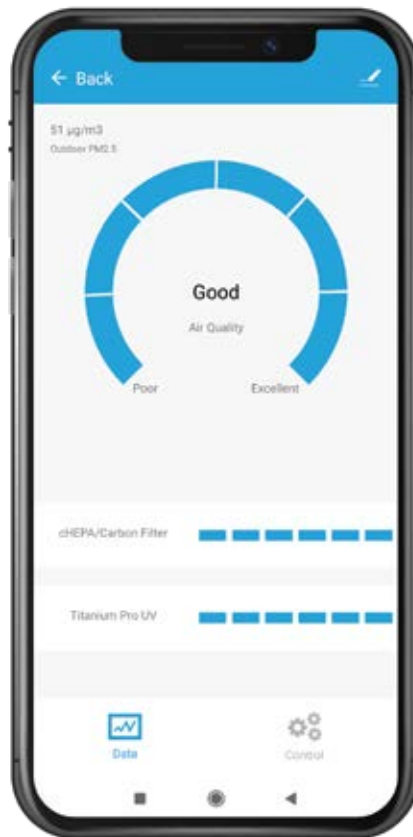 Back
51 µg/m3
Outdoor PM2.5
Good
Air Quality
Poor
Excellent
cHEPA/Carbon Filter
Titanium Pro UV
Data
Control